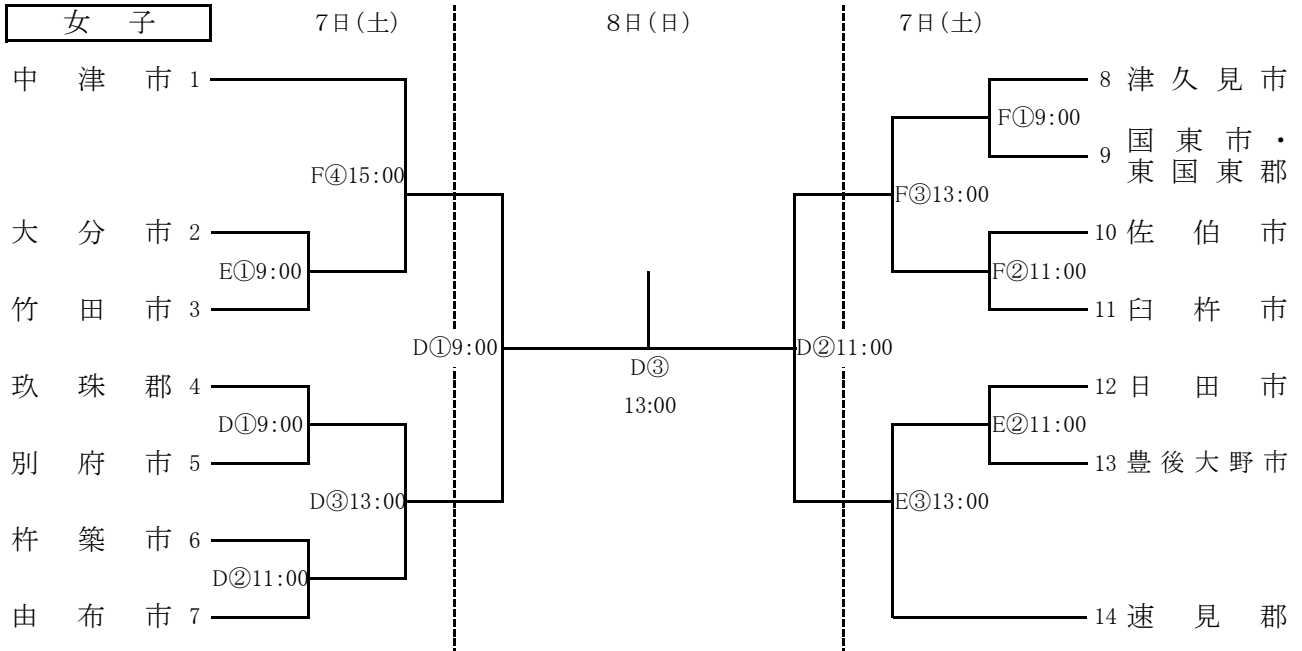 女 子
7日(土)
8日(日)
7日(土)
中 津 市 1
F④15:00
大 分 市 2
E①9:00
竹 田 市 3
D①9:00
玖 珠 郡 4
D①9:00
別 府 市 5
D③13:00
杵 築 市 6
D②11:00
由 布 市 7
D③
13:00
8 津 久 見 市
F①9:00
9 国 東 市 ・
東 国 東 郡
F③13:00
10 佐 伯 市
F②11:00
11 臼 杵 市
D②11:00
12 日 田 市
E②11:00
13 豊 後 大 野 市
E③13:00
14 速 見 郡